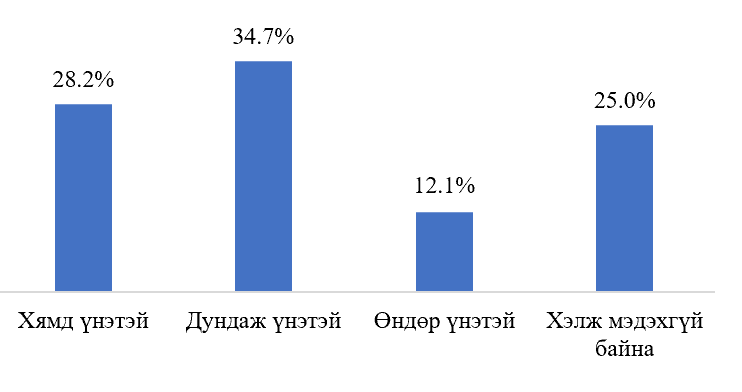 34.7%
28.2%
25.0%
12.1%
Хямд үнэтэй
Дундаж үнэтэй
Өндөр үнэтэй
Хэлж мэдэхгүй
байна